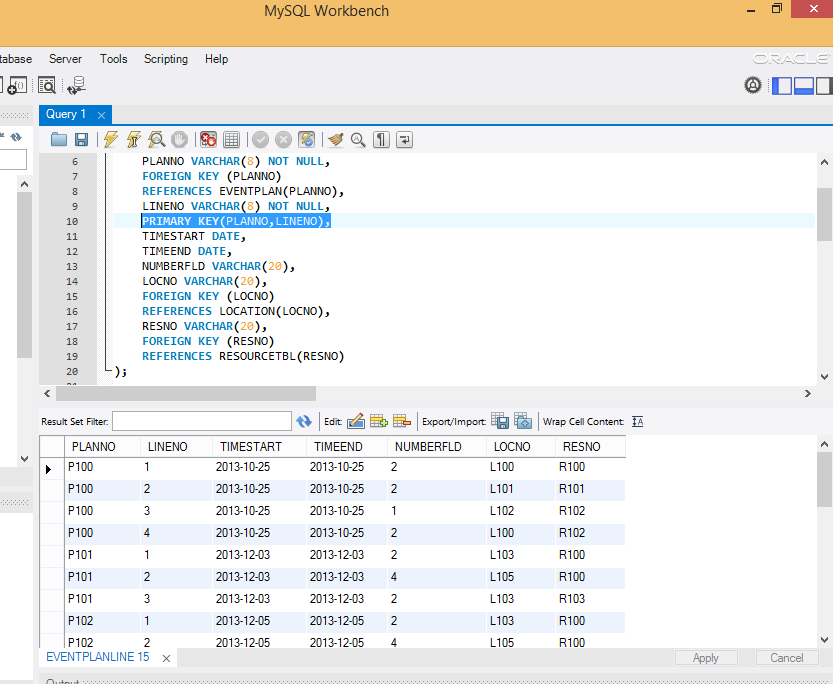 MySQL Workbench
tabase Server Tools Scripting Help
ORACLE
Query 1
6 PLANNO VARCHAR(8) NOT NULL,
7 FOREIGN KEY (PLANNO)
8 REFERENCES EVENTPLAN(PLANNO),
9 LINENO VARCHAR(8) NOT NULL,
10 PRIMARY KEY(PLANNO,LINENO),
11 TIMESTART DATE,
12 TIMEEND DATE,
13 NUMBERFLD VARCHAR(20),
14 LOCNO VARCHAR(20),
15 FOREIGN KEY (LOCNO)
16 REFERENCES LOCATION(LOCNO),
17 RESNO VARCHAR(20),
18 FOREIGN KEY (RESNO)
19 REFERENCES RESOURCETBL(RESNO)
20 );
21
Result Set Filter: Edit: Export/Import: Wrap Cell Content:
PLANNO LINENO TIMESTART TIMEEND NUMBERFLD LOCNO RESNO
P100 1 2013-10-25 2013-10-25 2 L100 R100
P100 2 2013-10-25 2013-10-25 2 L101 R101
P100 3 2013-10-25 2013-10-25 1 L102 R102
P100 4 2013-10-25 2013-10-25 2 L100 R102
P101 1 2013-12-03 2013-12-03 2 L103 R100
P101 2 2013-12-03 2013-12-03 4 L105 R100
P101 3 2013-12-03 2013-12-03 2 L103 R103
P102 1 2013-12-05 2013-12-05 2 L103 R100
P102 2 2013-12-05 2013-12-05 4 L105 R100
EVENTPLANLINE 15 Apply Cancel
Output